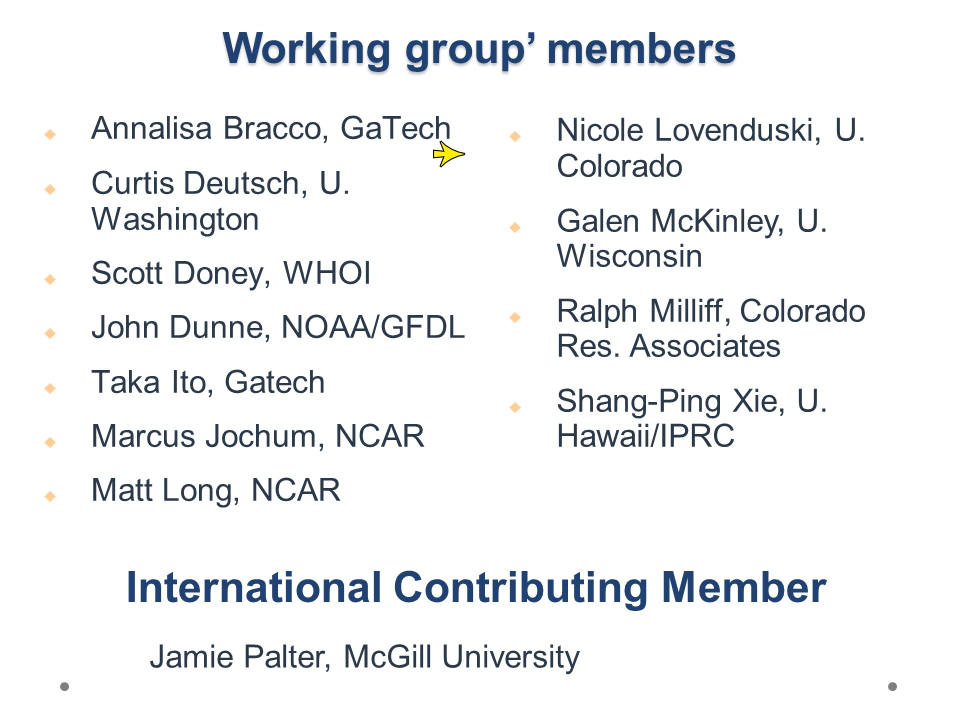 Working group’ members
Annalisa Bracco, GaTech
Curtis Deutsch, U.
Washington
Scott Doney, WHOI
John Dunne, NOAA/GFDL
Taka Ito, Gatech
Marcus Jochum, NCAR
Matt Long, NCAR
Nicole Lovenduski, U.
Colorado
Galen McKinley, U.
Wisconsin
Ralph Milliff, Colorado
Res. Associates
Shang-Ping Xie, U.
Hawaii/IPRC
International Contributing Member
Jamie Palter, McGill University